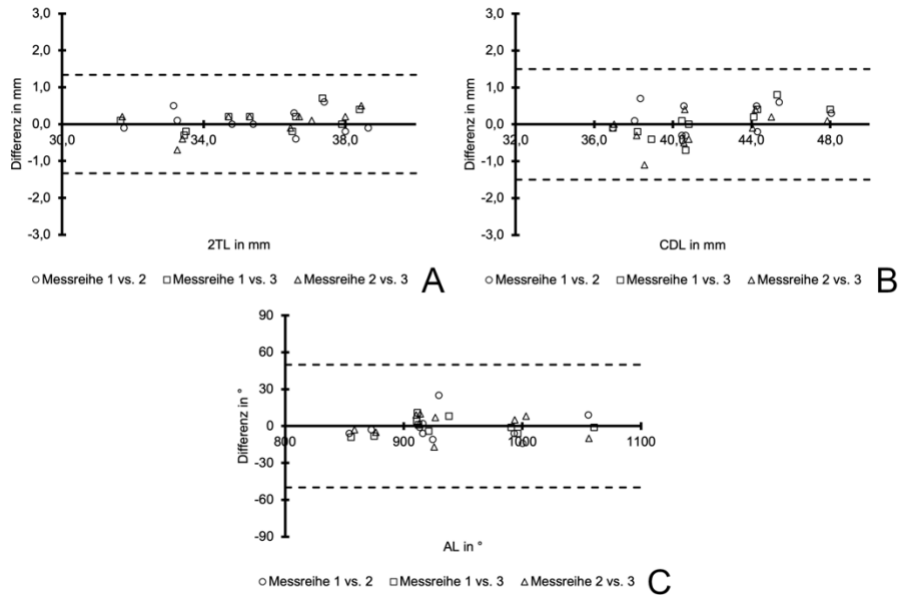 3,0
2,0
1,0
0,0
-1,0
-2,0
-3,0
30,0 34,0 38,0
Differenz in mm
2TL in mm
Messreihe 1 vs. 2 Messreihe 1 vs. 3 Messreihe 2 vs. 3
A
3,0
2,0
1,0
0,0
-1,0
-2,0
-3,0
32,0 36,0 40,0 44,0 48,0
Differenz in mm
CDL in mm
Messreihe 1 vs. 2 Messreihe 1 vs. 3 Messreihe 2 vs. 3
B
90
60
30
0
-30
-60
-90
800 900 1000 1100
Differenz in °
AL in °
Messreihe 1 vs. 2 Messreihe 1 vs. 3 Messreihe 2 vs. 3
C